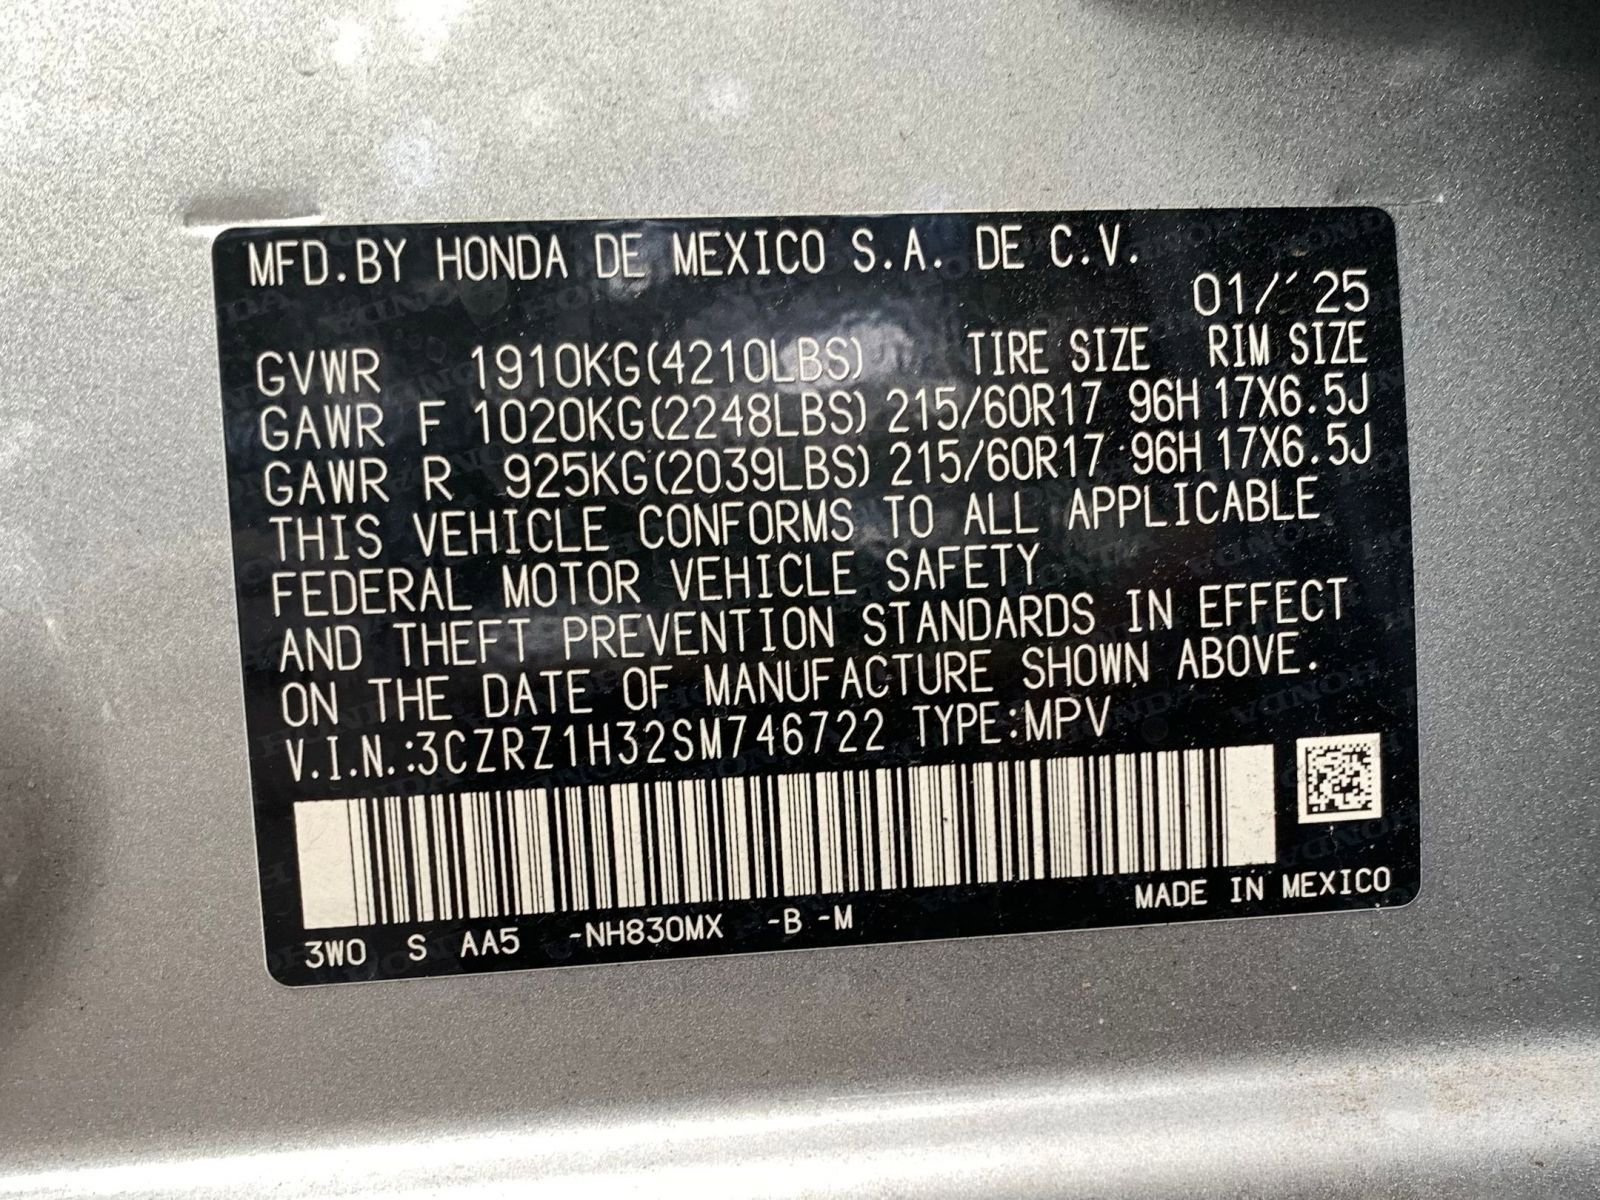 MFD.BY HONDA DE MEXICO S.A. DE C.V.
01/'25
GVWR 1910KG(4210LBS) TIRE SIZE RIM SIZE
GAWR F 1020KG(2248LBS) 215/60R17 96H 17X6.5J
GAWR R 925KG(2039LBS) 215/60R17 96H 17X6.5J
THIS VEHICLE CONFORMS TO ALL APPLICABLE
FEDERAL MOTOR VEHICLE SAFETY
AND THEFT PREVENTION STANDARDS IN EFFECT
ON THE DATE OF MANUFACTURE SHOWN ABOVE.
V.I.N.:3CZRZ1H32SM746722 TYPE:MPV
MADE IN MEXICO
3W0 S AA5 -NH830MX -B -M